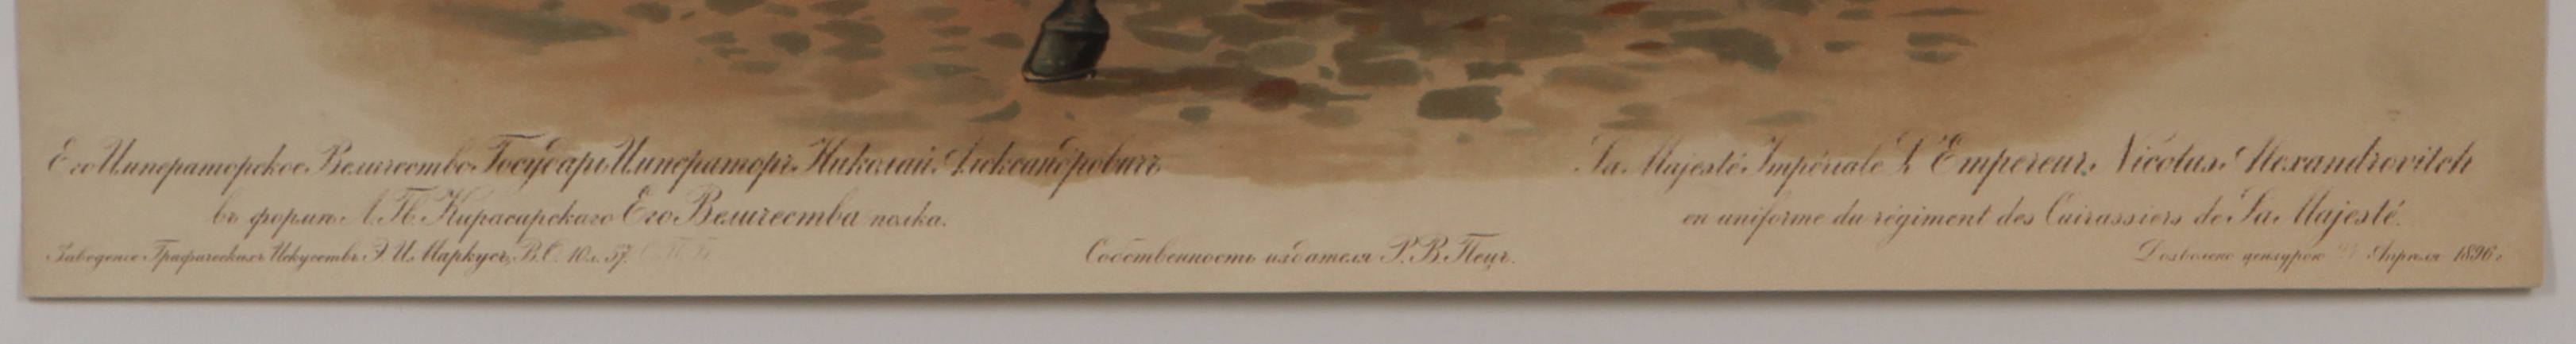 Его Императорское Величество Государь Императоръ Николай Александровичъ
въ формѣ Л. Гв. Кирасирскаго Его Величества полка.
Sa Majesté Impériale L'Empereur Nicolas Alexandrovitch
en uniforme du régiment des Cuirassiers de Sa Majesté.
Заведеніе Графическихъ Искусствъ Э. И. Маркусъ, В.О. 10л. 57. С.П.Б.
Собственность издателя Р. В. Пецъ.
Дозволено цензурою Апрѣля 1896 г.